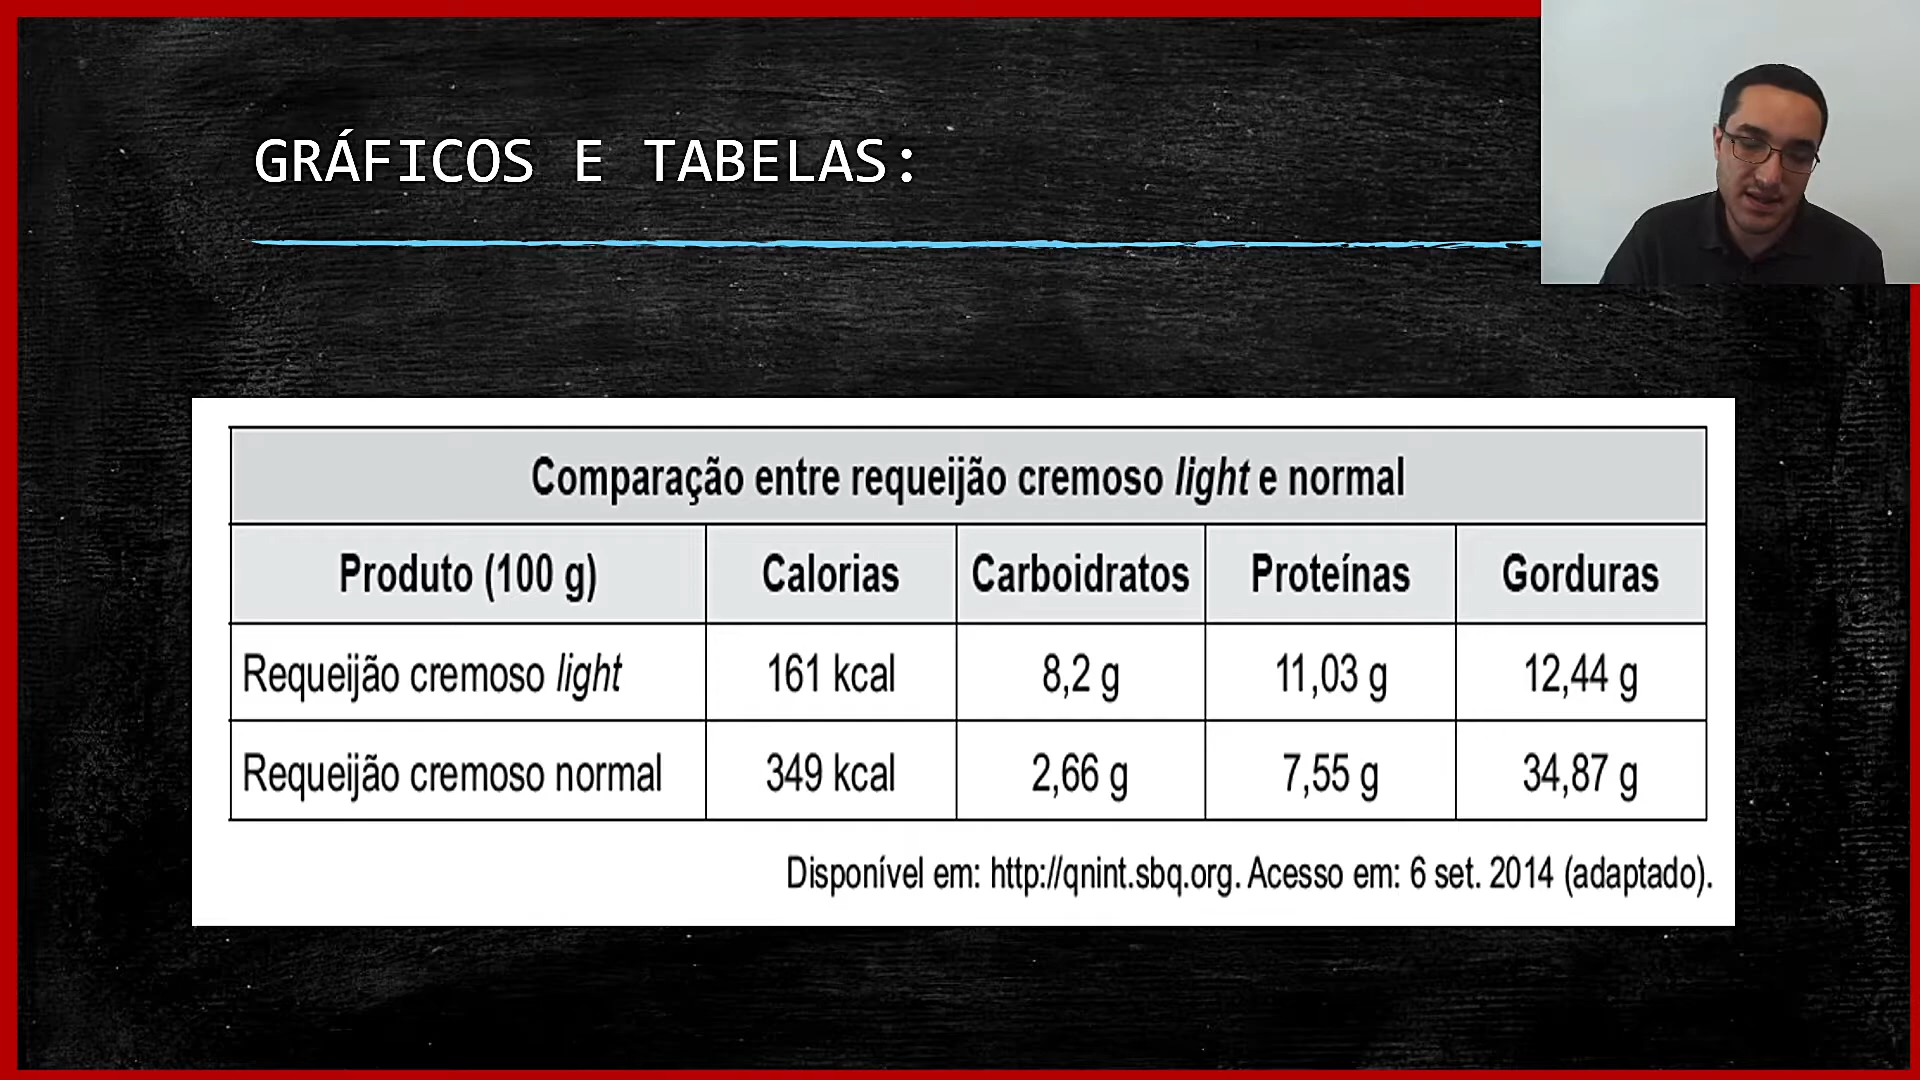 GRÁFICOS E TABELAS:
Comparação entre requeijão cremoso light e normal
Produto (100 g) Calorias Carboidratos Proteínas Gorduras
Requeijão cremoso light 161 kcal 8,2 g 11,03 g 12,44 g
Requeijão cremoso normal 349 kcal 2,66 g 7,55 g 34,87 g
Disponível em: http://qnint.sbq.org. Acesso em: 6 set. 2014 (adaptado).